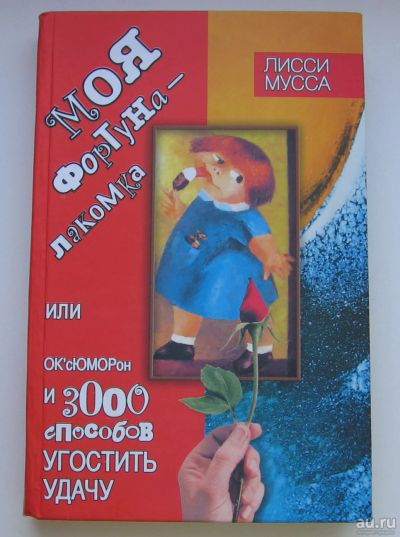 ЛИССИ
МУССА
МОЯ
ФОРТУНА –
ЛАКОМКА
ИЛИ
ОК'СЮМОРОН
И 3000
СПОСОБОВ
УГОСТИТЬ
УДАЧУ
au.ru